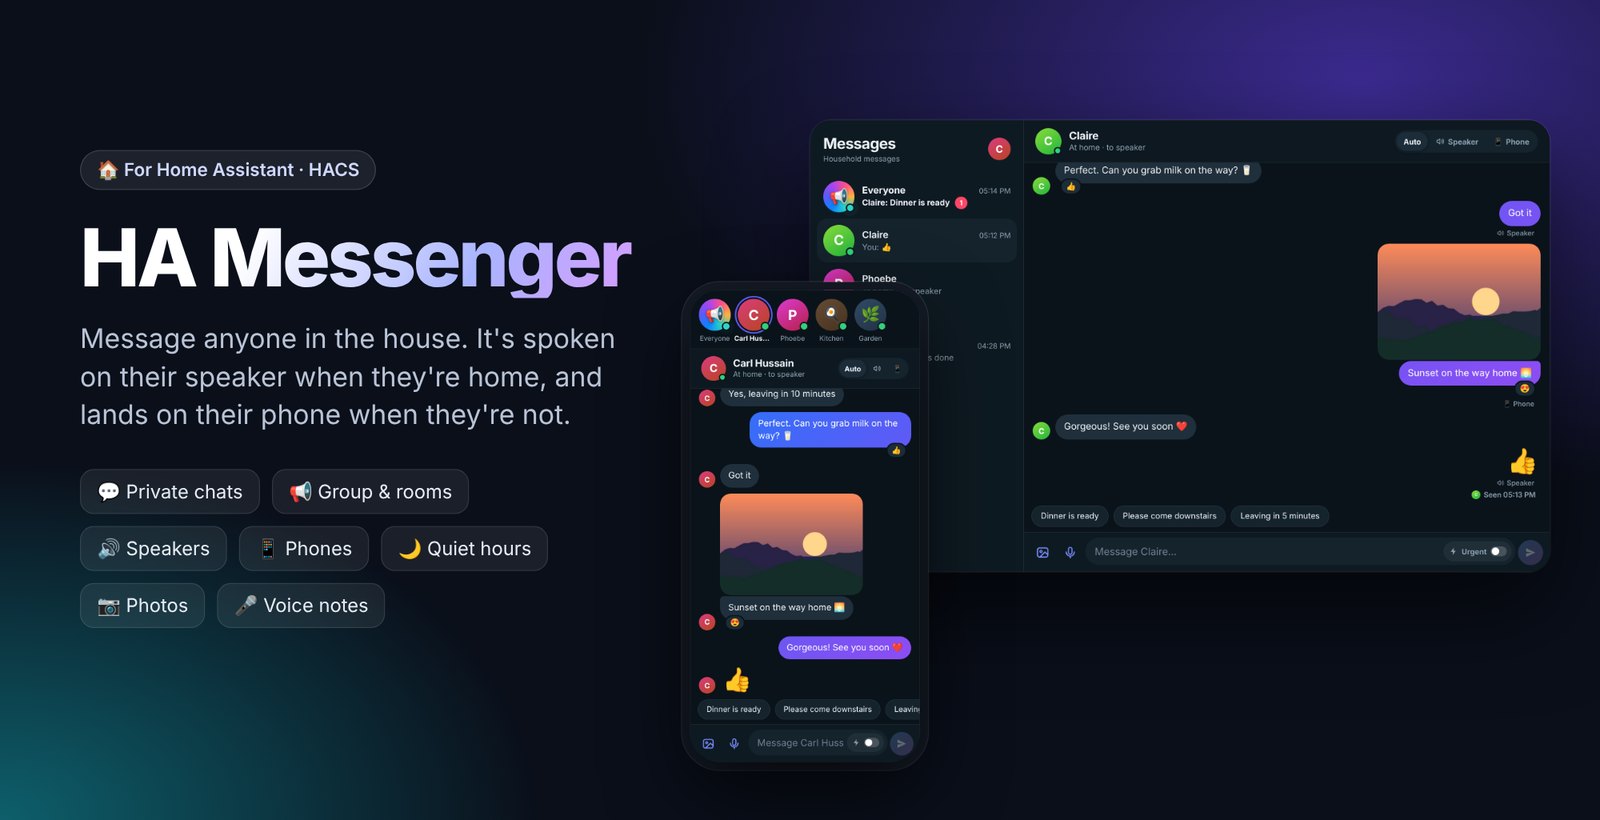 🏠 For Home Assistant · HACS
HA Messenger
Message anyone in the house. It's spoken
on their speaker when they're home, and
lands on their phone when they're not.
💬 Private chats
📢 Group & rooms
🔊 Speakers
📱 Phones
🌙 Quiet hours
📷 Photos
🎤 Voice notes
Messages
Household messages
C
Everyone
05:14 PM
Claire: Dinner is ready
1
C
Claire
05:12 PM
You: 👍
Phoebe
speaker
04:28 PM
s done
C
Claire
At home · to speaker
Auto
Speaker
Phone
Perfect. Can you grab milk on the way? 🥛
C
👍
Got it
Speaker
Sunset on the way home 🌅
😍
Phone
C
Gorgeous! See you soon ❤️
👍
Speaker
C
Seen 05:13 PM
Dinner is ready
Please come downstairs
Leaving in 5 minutes
Message Claire...
Urgent
C
P
Everyone
Carl Hus...
Phoebe
Kitchen
Garden
C
Carl Hussain
At home · to speaker
Auto
Yes, leaving in 10 minutes
C
Perfect. Can you grab milk on the
way? 🥛
👍
Got it
C
Sunset on the way home 🌅
C
😍
Gorgeous! See you soon ❤️
C
👍
Dinner is ready
Please come downstairs
Leaving
Message Carl Huss